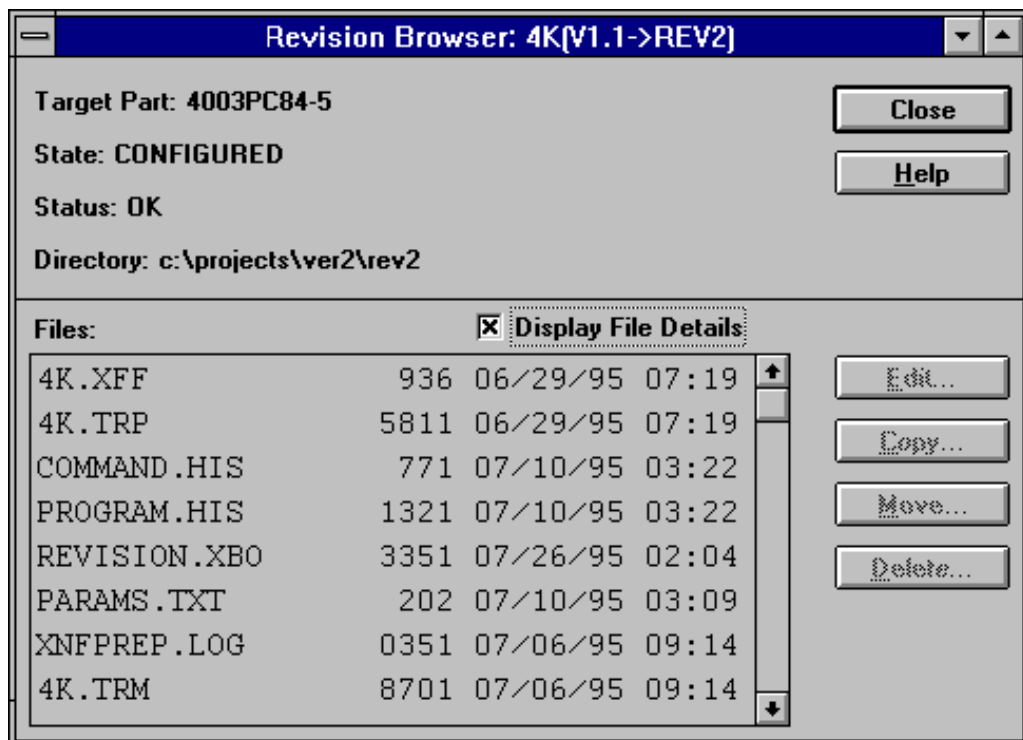 Revision Browser: 4K(V1.1->REV2)
Target Part: 4003PC84-5
Close
State: CONFIGURED
Help
Status: OK
Directory: c:\projects\ver2\rev2
Files:
Display File Details
4K.XFF 936 06/29/95 07:19
Edit...
4K.TRP 5811 06/29/95 07:19
Copy...
COMMAND.HIS 771 07/10/95 03:22
PROGRAM.HIS 1321 07/10/95 03:22
Move...
REVISION.XBO 3351 07/26/95 02:04
Delete...
PARAMS.TXT 202 07/10/95 03:09
XNFPREP.LOG 0351 07/06/95 09:14
4K.TRM 8701 07/06/95 09:14